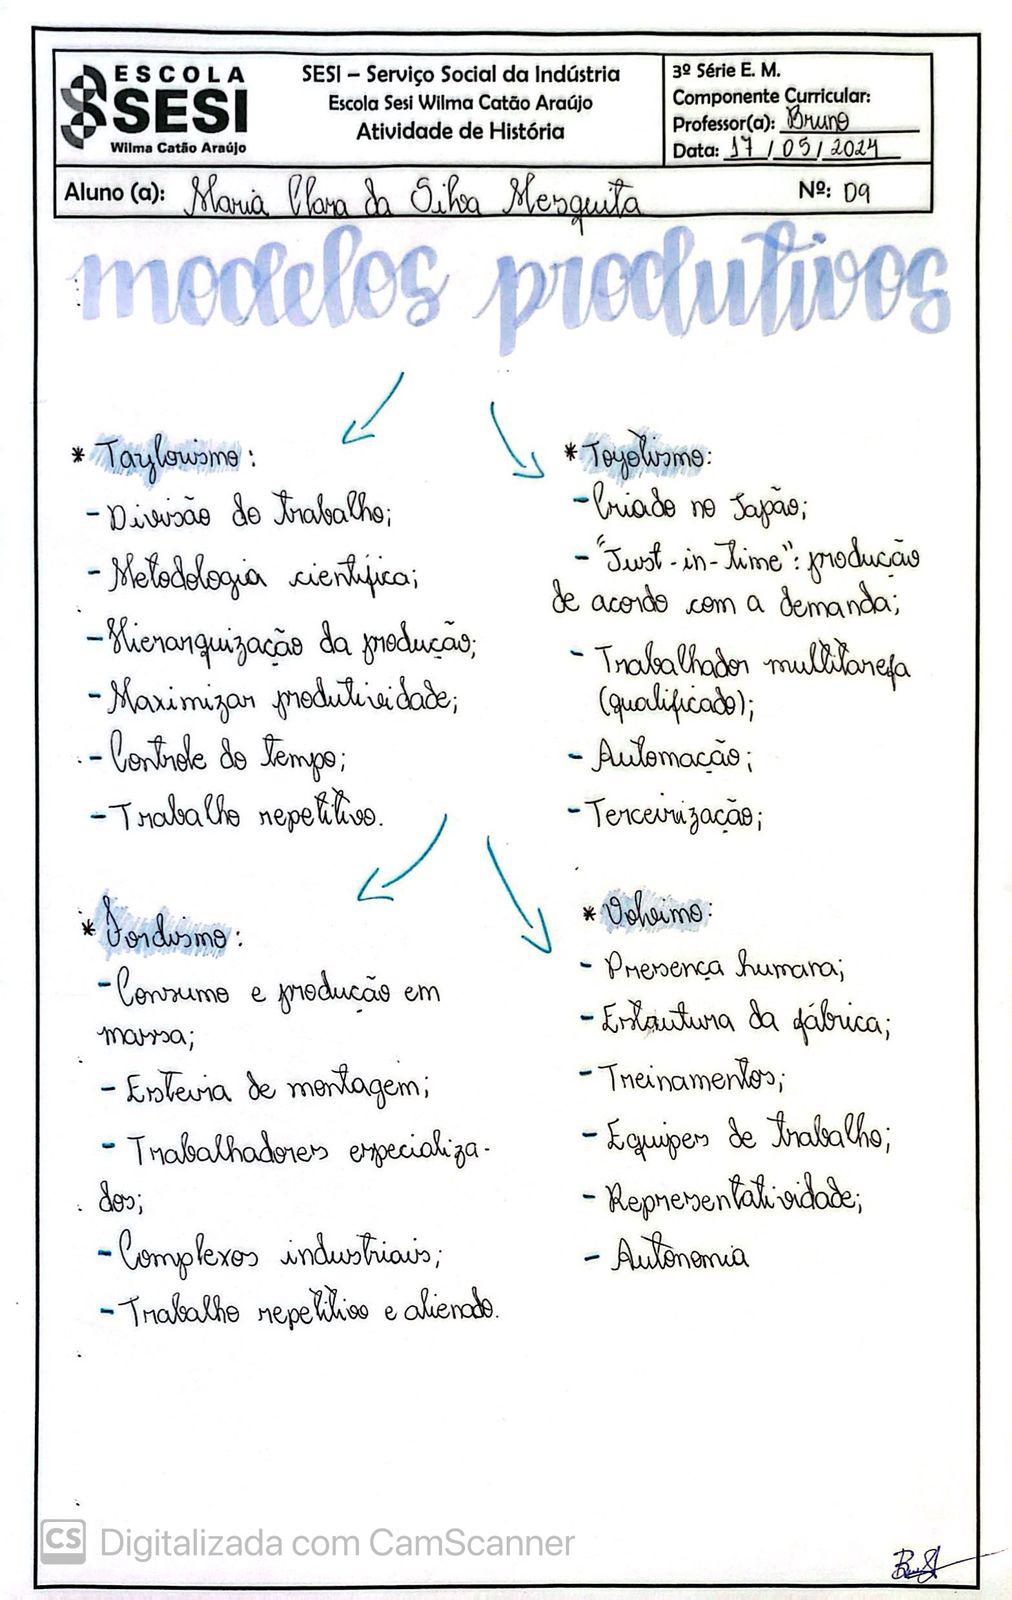 ESCOLA
SESI
Wilma Catão Araújo
SESI – Serviço Social da Indústria
Escola Sesi Wilma Catão Araújo
Atividade de História
3º Série E. M.
Componente Curricular:
Professor(a): Bruno
Data: 17/05/2024
Aluno (a): Maria Clara da Silva Mesquita
Nº: 09
modelos produtivos
* Taylorismo:
- Divisão do trabalho;
- Metodologia científica;
- Hierarquização da produção;
- Maximizar produtividade;
- Controle do tempo;
- Trabalho repetitivo.
* Toyotismo:
- Criado no Japão;
- "Just-in-Time": produção
de acordo com a demanda;
- Trabalhador multitarefa
(qualificado);
- Automação;
- Terceirização;
* Fordismo:
- Consumo e produção em
massa;
- Esteira de montagem;
- Trabalhadores especializa-
dos;
- Complexos industriais;
- Trabalho repetitivo e alienado.
* Volvimo:
- Presença humana;
- Estrutura da fábrica;
- Treinamentos;
- Equipes de trabalho;
- Representatividade;
- Autonomia
CS Digitalizada com CamScanner